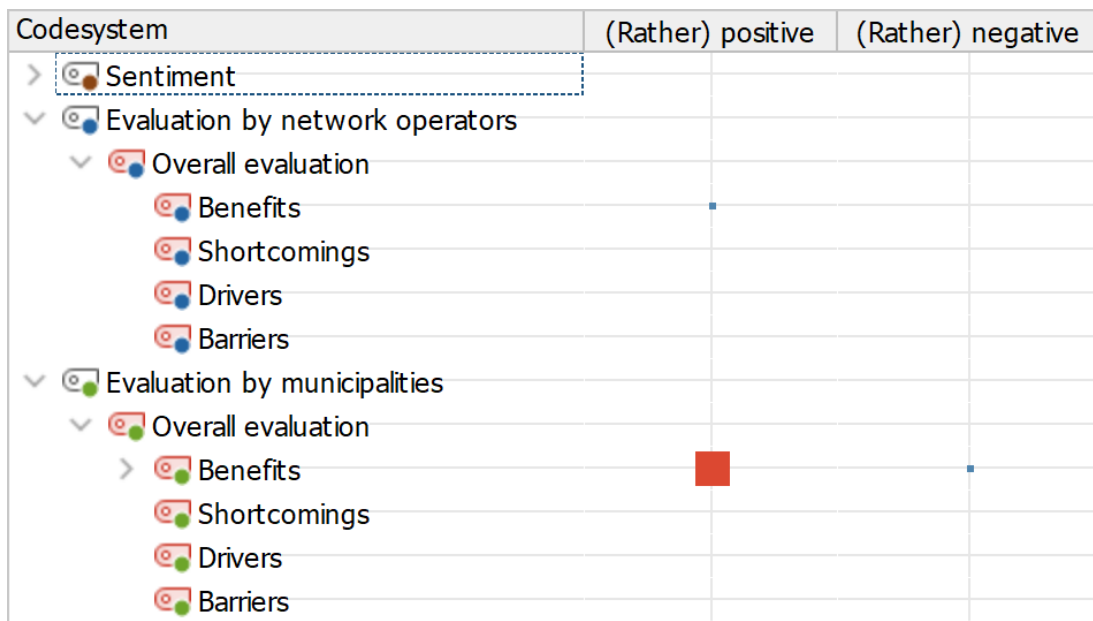 Codesystem (Rather) positive (Rather) negative
Sentiment
Evaluation by network operators
Overall evaluation
Benefits
Shortcomings
Drivers
Barriers
Evaluation by municipalities
Overall evaluation
Benefits
Shortcomings
Drivers
Barriers